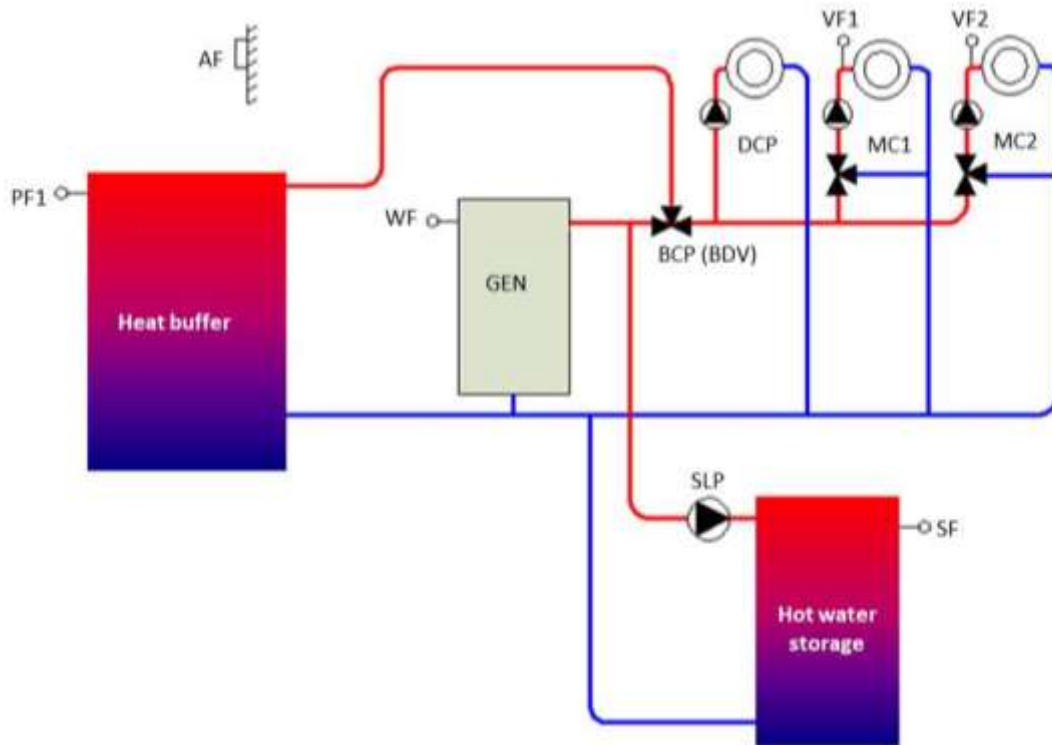 VF1
VF2
AF
DCP
MC1
MC2
PF1
WF
BCP (BDV)
GEN
Heat buffer
SLP
SF
Hot water
storage